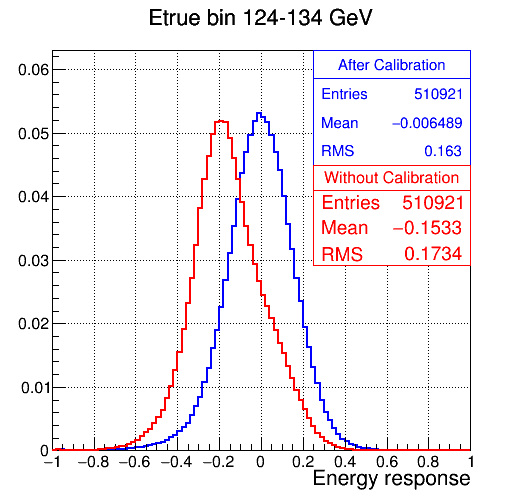 Etrue bin 124-134 GeV
After Calibration
Entries 510921
Mean −0.006489
RMS 0.163
Without Calibration
Entries 510921
Mean −0.1533
RMS 0.1734
0.06
0.05
0.04
0.03
0.02
0.01
0
−1 −0.8 −0.6 −0.4 −0.2 0 0.2 0.4 0.6 0.8 1
Energy response